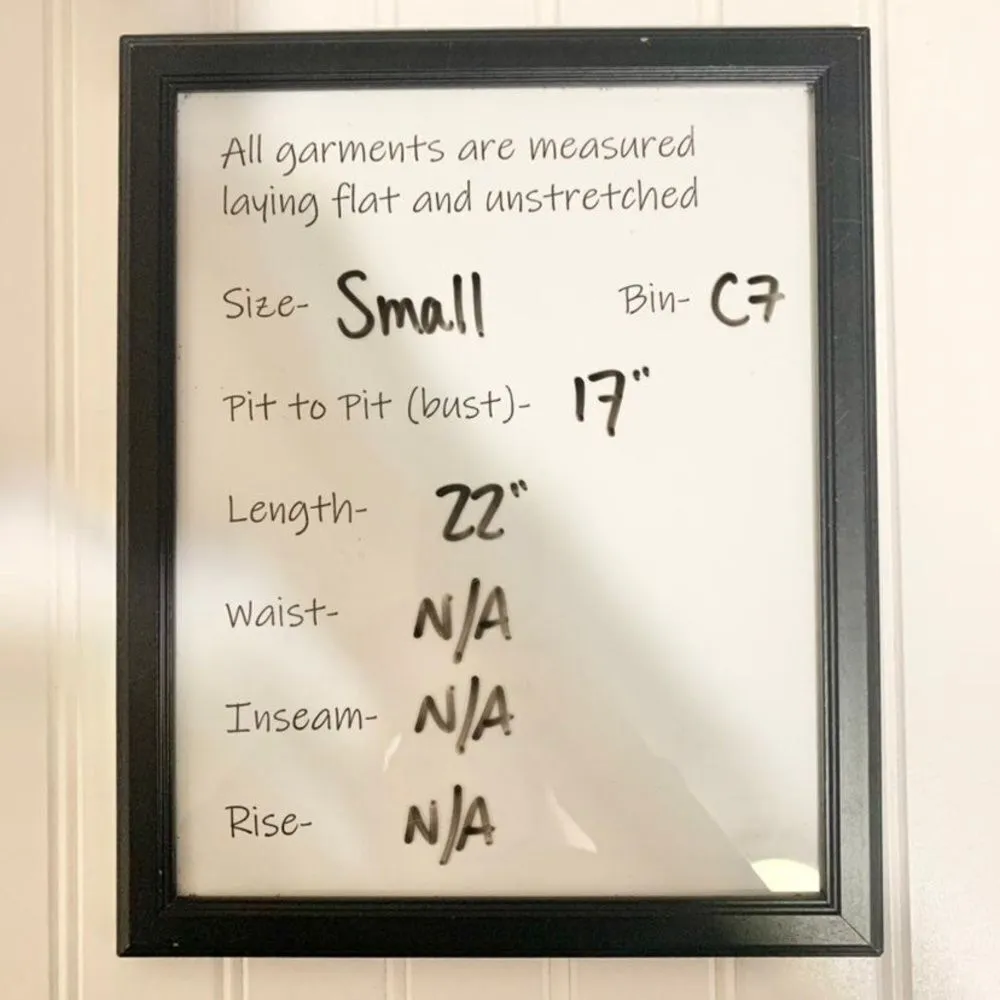 All garments are measured
laying flat and unstretched
Size- Small Bin- C7
Pit to Pit (bust)- 17"
Length- 22"
Waist- N/A
Inseam- N/A
Rise- N/A